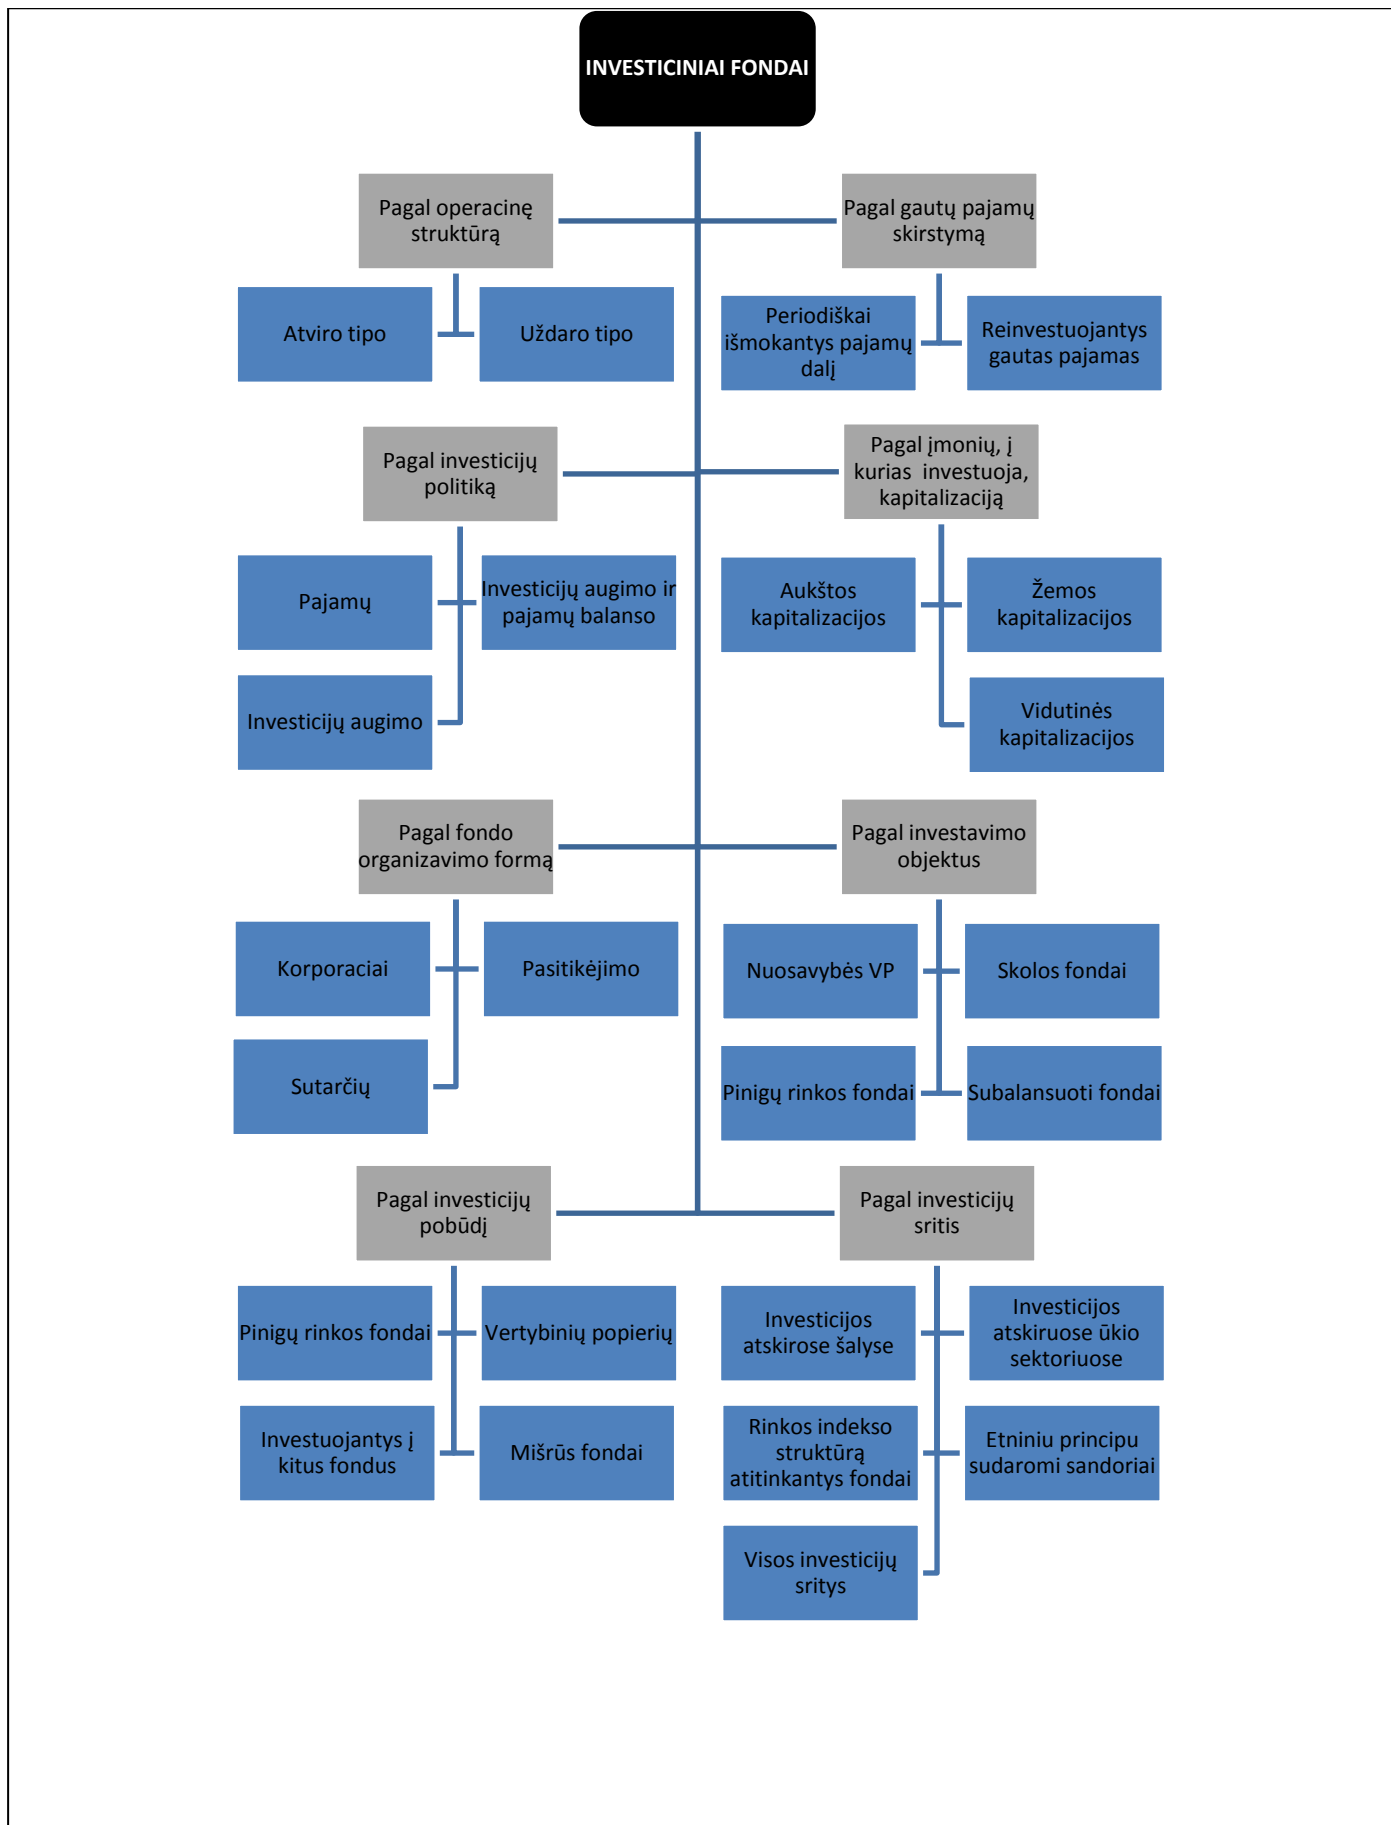 INVESTICINIAI FONDAI
Pagal operacinę
struktūrą
Pagal gautų pajamų
skirstymą
Atviro tipo
Uždaro tipo
Periodiškai
išmokantys pajamų
dalį
Reinvestuojantys
gautas pajamas
Pagal investicijų
politiką
Pagal įmonių, į
kurias investuoja,
kapitalizaciją
Pajamų
Investicijų augimo ir
pajamų balanso
Aukštos
kapitalizacijos
Žemos
kapitalizacijos
Investicijų augimo
Vidutinės
kapitalizacijos
Pagal fondo
organizavimo formą
Pagal investavimo
objektus
Korporaciai
Pasitikėjimo
Nuosavybės VP
Skolos fondai
Sutarčių
Pinigų rinkos fondai
Subalansuoti fondai
Pagal investicijų
pobūdį
Pagal investicijų
sritis
Pinigų rinkos fondai
Vertybinių popierių
Investicijos
atskirose šalyse
Investicijos
atskiruose ūkio
sektoriuose
Investuojantys į
kitus fondus
Mišrūs fondai
Rinkos indekso
struktūrą
atitinkantys fondai
Etniniu principu
sudaromi sandoriai
Visos investicijų
sritys